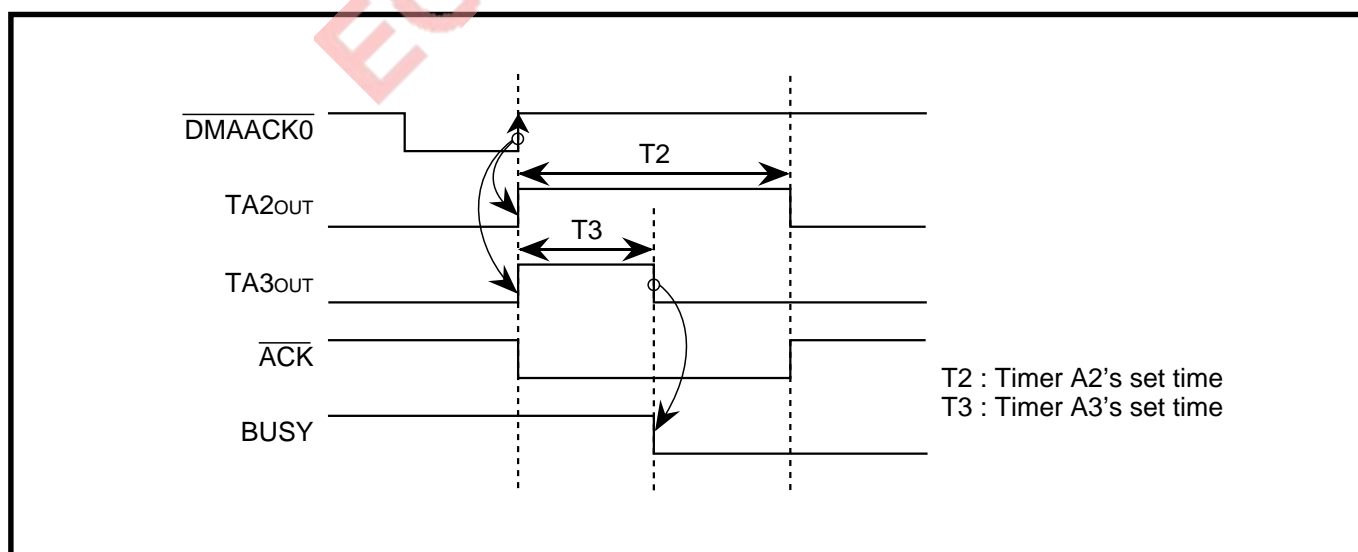 DMAACK0
T2
TA2OUT
T3
TA3OUT
ACK
T2 : Timer A2’s set time
T3 : Timer A3’s set time
BUSY